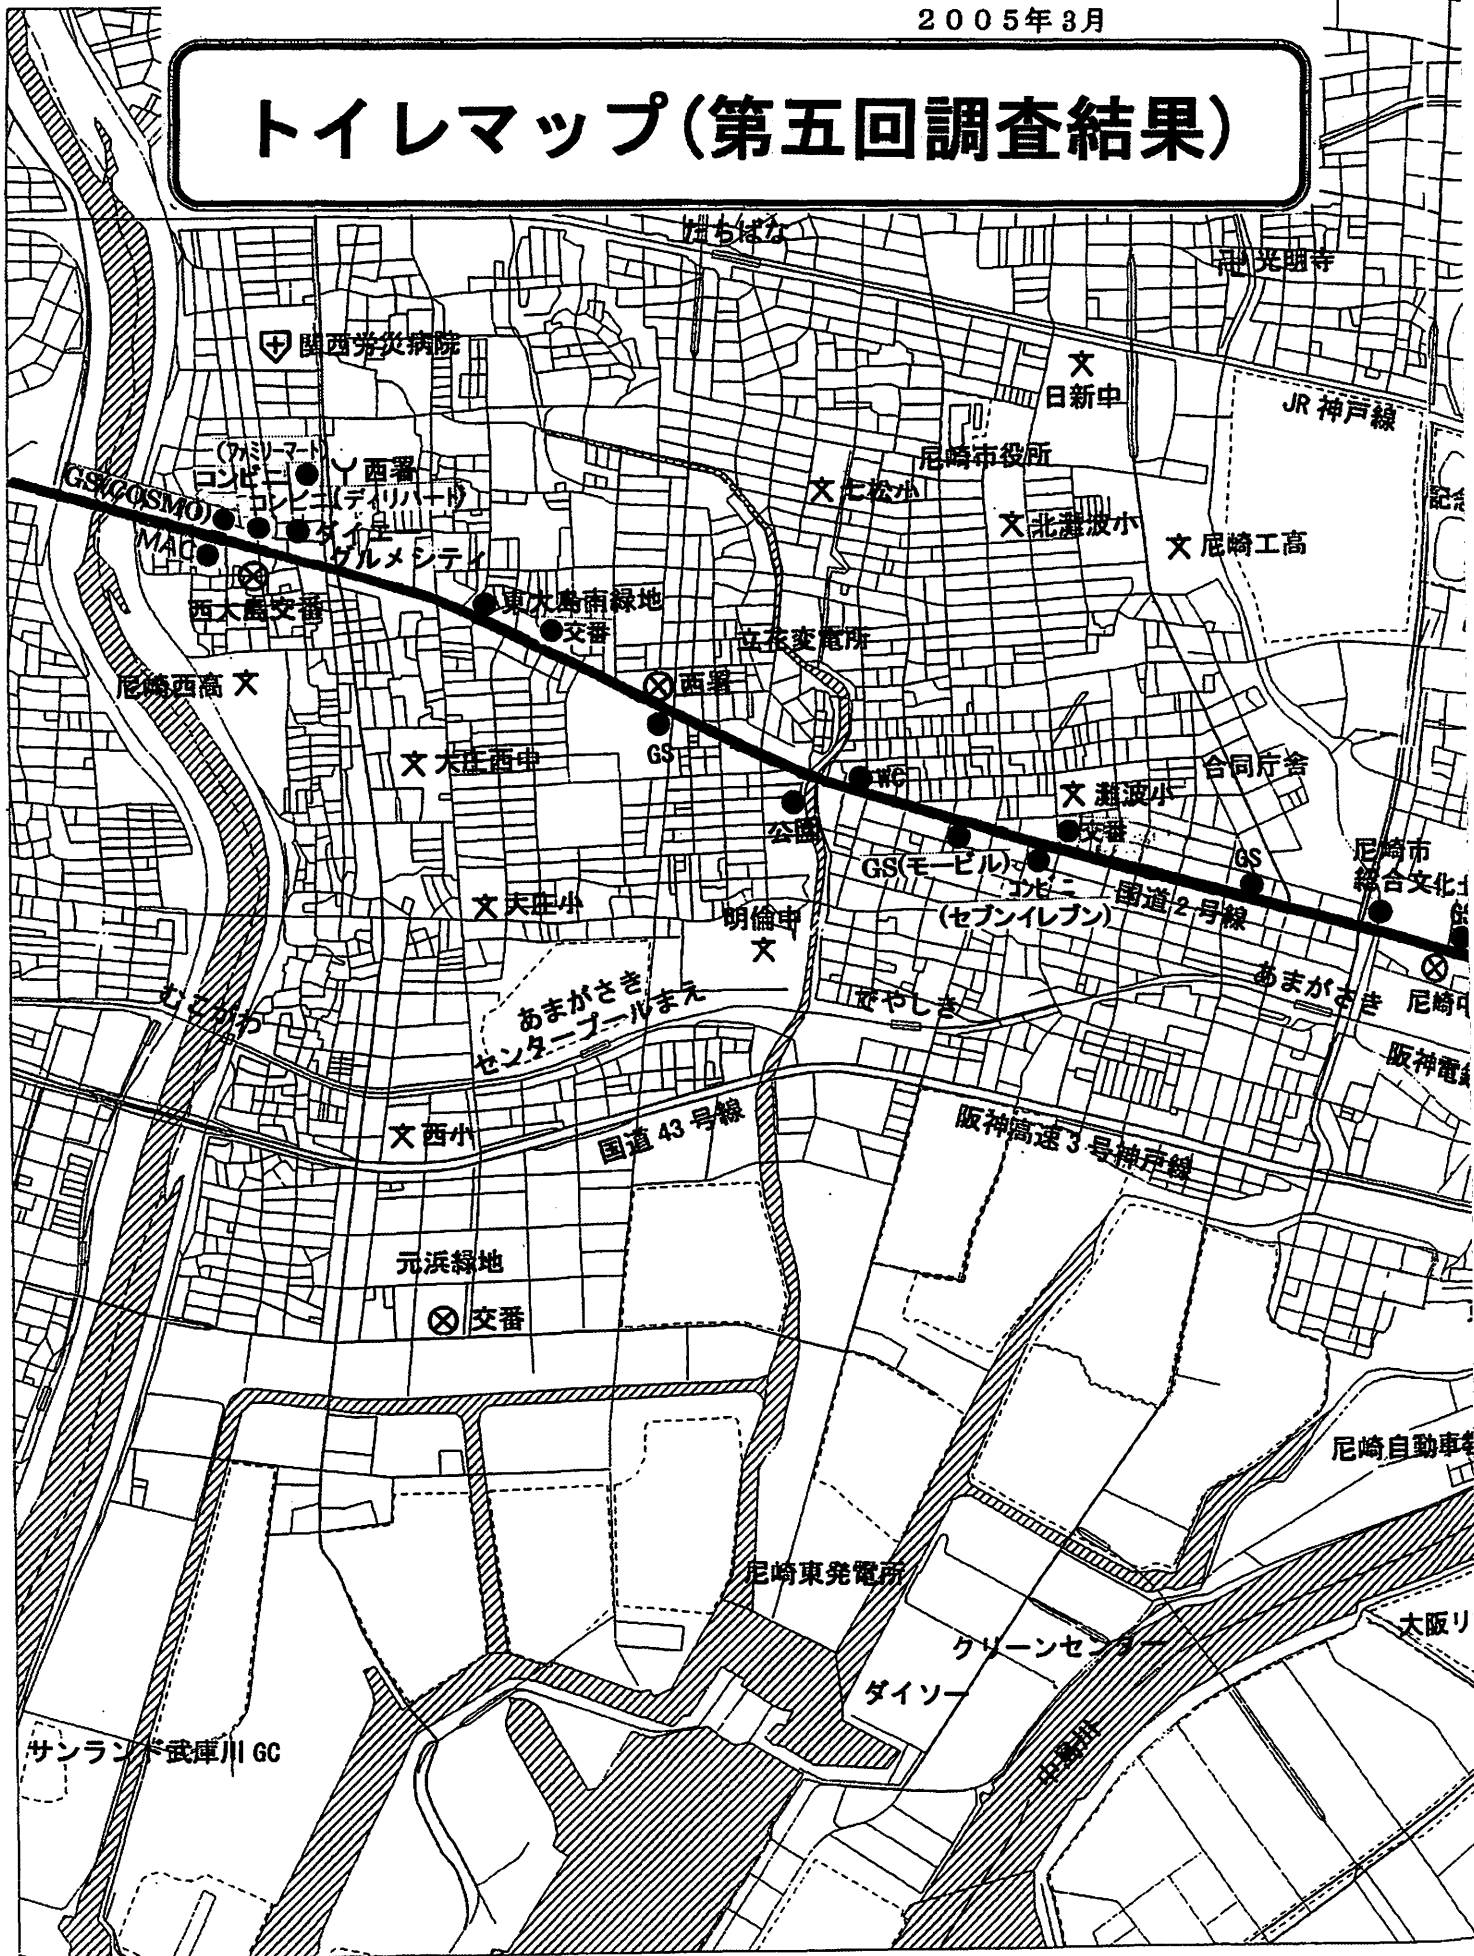 2005年3月
トイレマップ(第五回調査結果)
たちばな
光明寺
関西労災病院
日新中
JR 神戸線
(ファミリーマート)
コンビニ
西署
尼崎市役所
GS(COSMO)
コンビニ(デイリハート)
七松小
ダイエー
北灘波小
MAC
グルメシティ
尼崎工高
西大島交番
東大島南緑地
交番
立花変電所
尼崎西高
西署
GS
大庄西中
合同庁舎
WC
灘波小
公園
交番
GS(モービル)
GS
尼崎市
コンビニ
総合文化
(セブンイレブン)
国道2号線
大庄小
明倫中
GS
むこがわ
あまがさき
センタープールまえ
でやしき
あまがさき
尼崎中
阪神電
西小
国道43号線
阪神高速3号神戸線
元浜緑地
交番
尼崎自動車
尼崎東発電所
クリーンセンター
大阪リ
ダイソー
中島川
サンランド武庫川GC